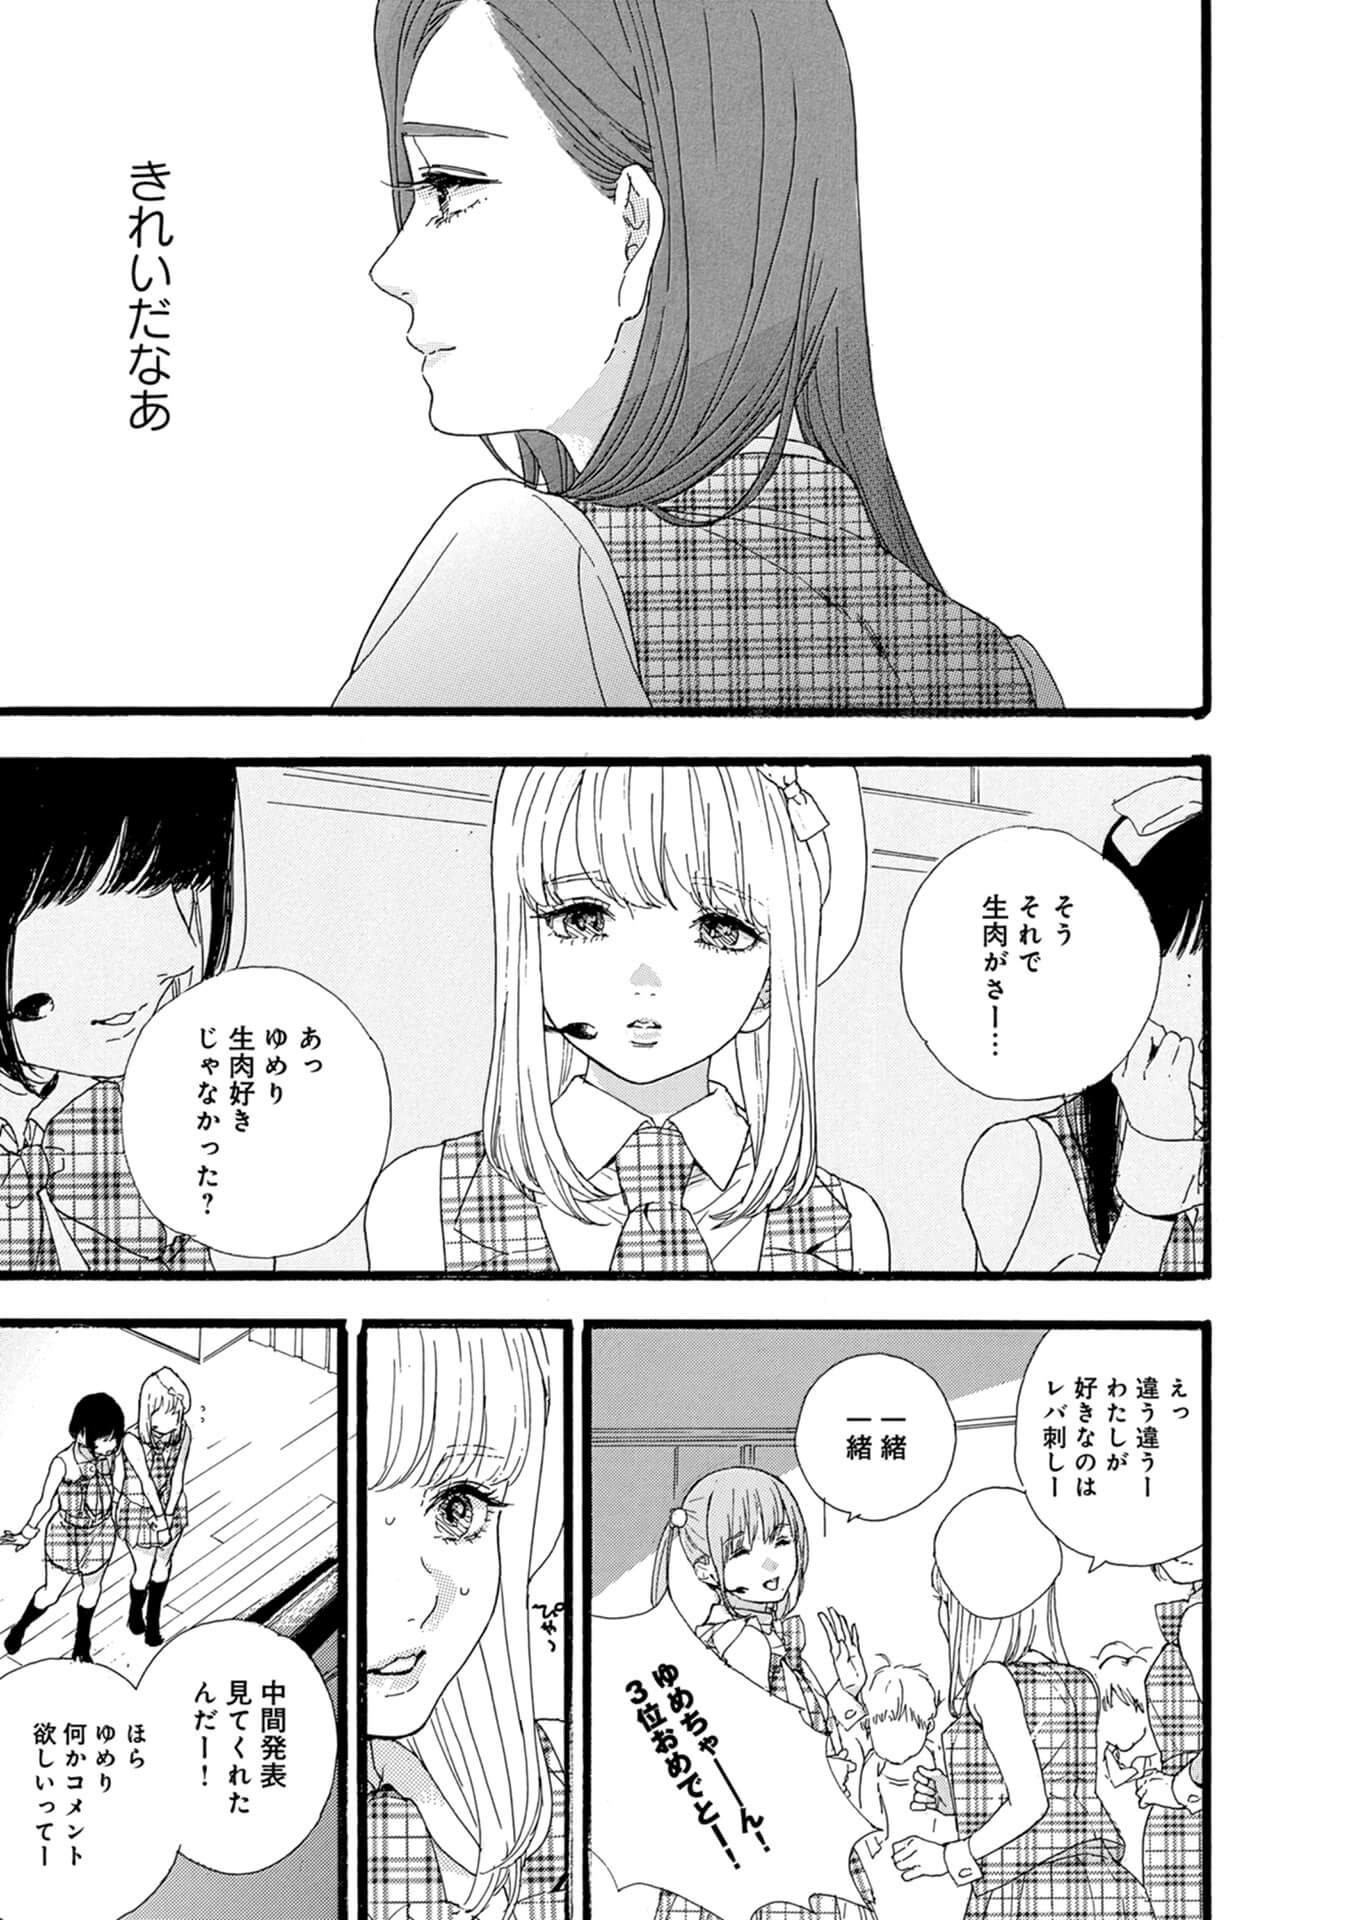 きれいだなあ
そう
それで
生肉がさー…
あっ
ゆめり
生肉好き
じゃなかった?
えっ
違う違うー
わたしが
好きなのは
レバ刺しー
一緒
一緒
ゆめちゃーーん!
3位おめでとー!
ぴゃっ
中間発表
見てくれた
んだー!
ほら
ゆめり
何かコメント
欲しいってー